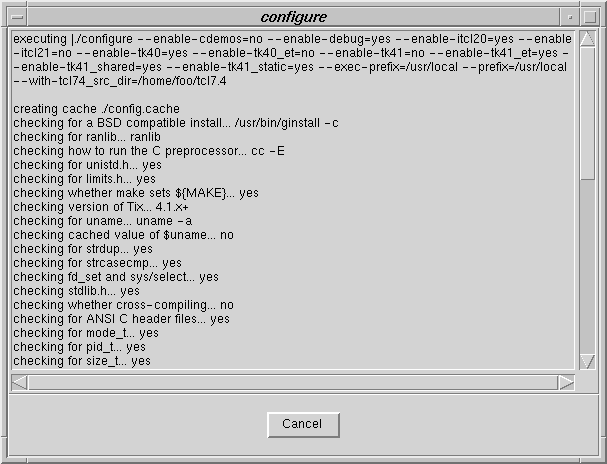 configure
executing |./configure --enable-cdemos=no --enable-debug=yes --enable-itcl20=yes --enable
-itcl21=no --enable-tk40=yes --enable-tk40_et=no --enable-tk41=no --enable-tk41_et=yes -
-enable-tk41_shared=yes --enable-tk41_static=yes --exec-prefix=/usr/local --prefix=/usr/local
--with-tcl74_src_dir=/home/foo/tcl7.4
creating cache ./config.cache
checking for a BSD compatible install... /usr/bin/ginstall -c
checking for ranlib... ranlib
checking how to run the C preprocessor... cc -E
checking for unistd.h... yes
checking for limits.h... yes
checking whether make sets ${MAKE}... yes
checking version of Tix... 4.1.x+
checking for uname... uname -a
checking cached value of $uname... no
checking for strdup... yes
checking for strcasecmp... yes
checking fd_set and sys/select... yes
checking stdlib.h... yes
checking whether cross-compiling... no
checking for ANSI C header files... yes
checking for mode_t... yes
checking for pid_t... yes
checking for size_t... yes
Cancel